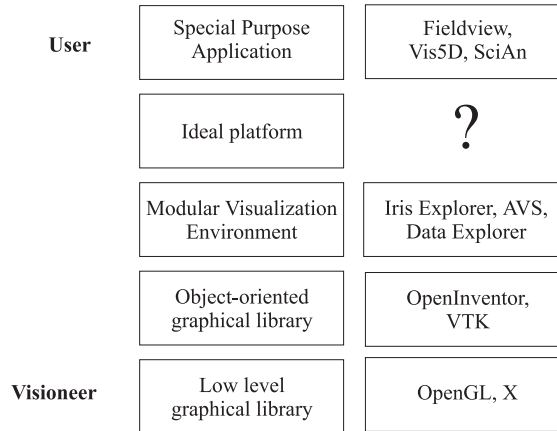 User
Special Purpose
Application
Fieldview,
Vis5D, SciAn
Ideal platform
?
Modular Visualization
Environment
Iris Explorer, AVS,
Data Explorer
Object-oriented
graphical library
OpenInventor,
VTK
Visioneer
Low level
graphical library
OpenGL, X